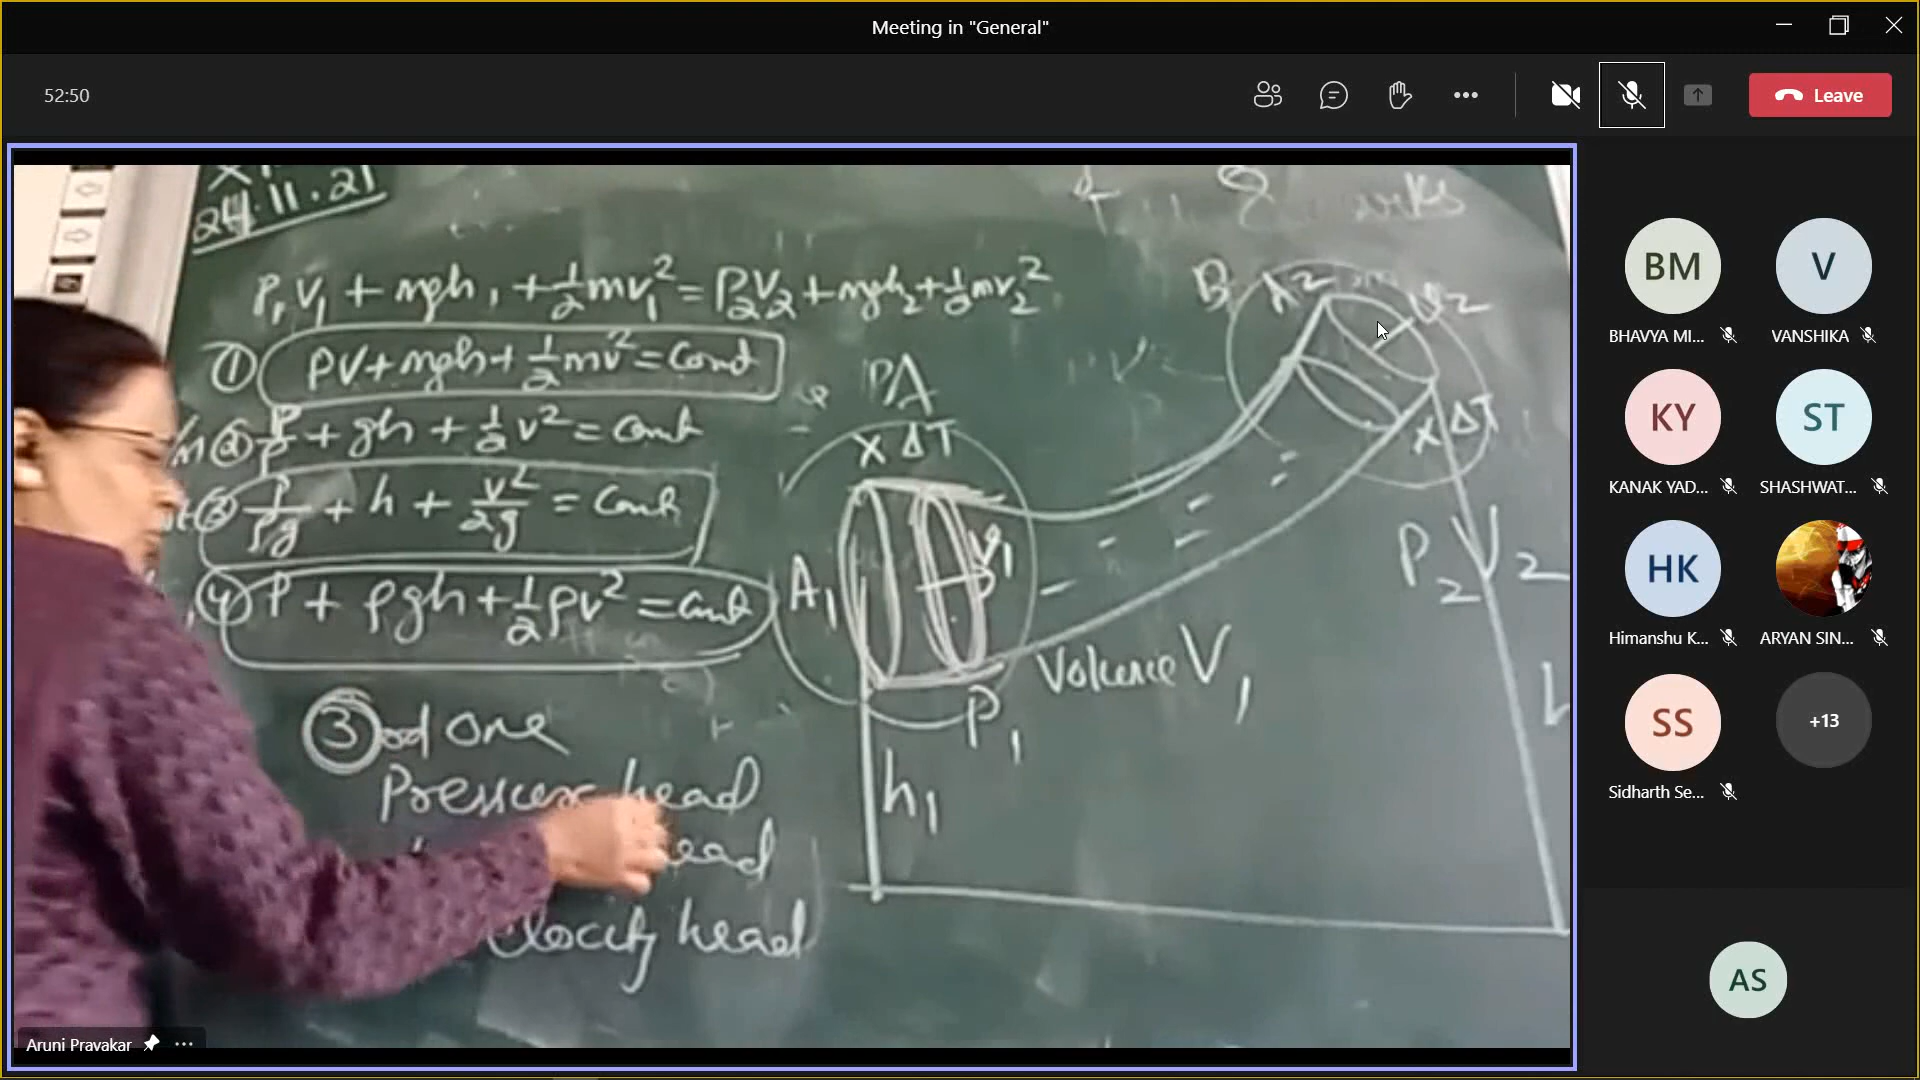 Meeting in "General"
52:50
Leave
24.11.21
P₁V₁ + mgh₁ + ½mv₁² = P₂V₂ + mgh₂ + ½mv₂²
① PV + mgh + ½mv² = Const
② P/ρ + gh + ½v² = Const
③ P/ρg + h + v²/2g = Const
④ P + ρgh + ½ρv² = Const
③rd one
Pressure head
head
Velocity head
PA
X ΔT
A₁
V₁
P₁
Volume V₁
h₁
B
A2
V2
X ΔT
P₂V₂
h
Aruni Pravakar
BM
BHAVYA MI...
V
VANSHIKA
KY
KANAK YAD...
ST
SHASHWAT...
HK
Himanshu K...
ARYAN SIN...
SS
Sidharth Se...
+13
AS